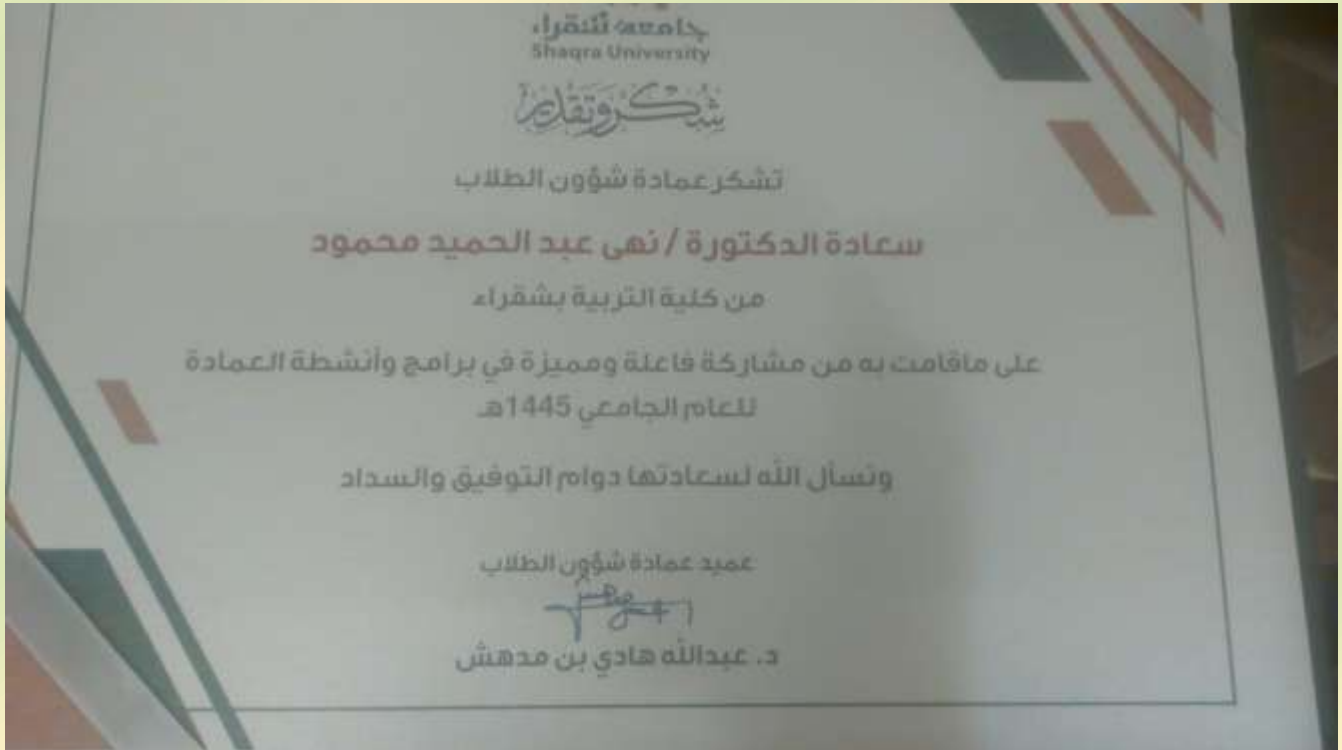 جامعة شقراء
Shaqra University
شكر وتقدير
تشكر عمادة شؤون الطلاب
سعادة الدكتورة / نهى عبد الحميد محمود
من كلية التربية بشقراء
على ماقامت به من مشاركة فاعلة ومميزة في برامج وأنشطة العمادة
للعام الجامعي 1445هـ
ونسأل الله لسعادتها دوام التوفيق والسداد
عميد عمادة شؤون الطلاب
د. عبدالله هادي بن مدهش